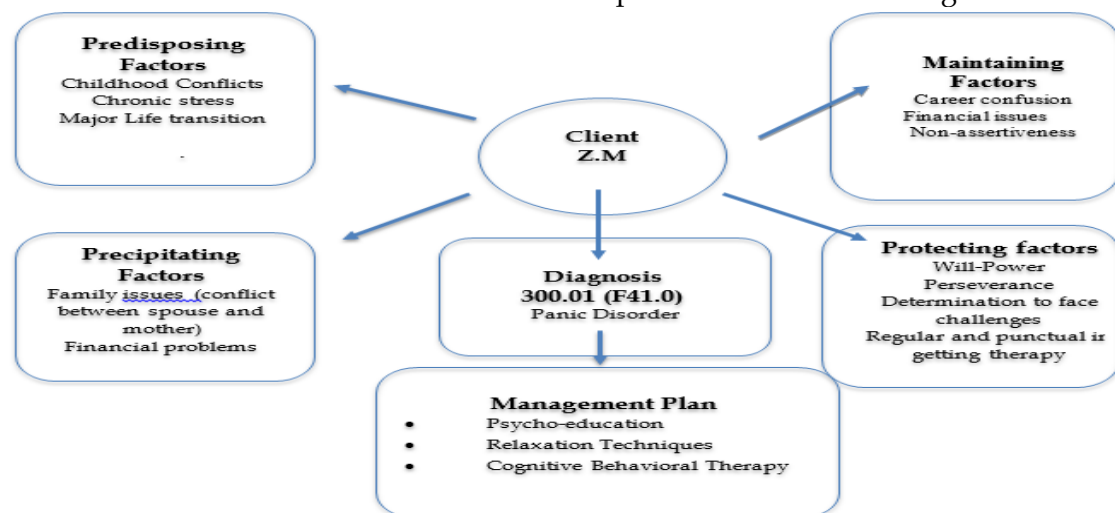 Predisposing
Factors
Childhood Conflicts
Chronic stress
Major Life transition
.
Maintaining
Factors
Career confusion
Financial issues
Non-assertiveness
Client
Z.M
Precipitating
Factors
Family issues (conflict
between spouse and
mother)
Financial problems
Diagnosis
300.01 (F41.0)
Panic Disorder
Protecting factors
Will-Power
Perseverance
Determination to face
challenges
Regular and punctual in
getting therapy
Management Plan
• Psycho-education
• Relaxation Techniques
• Cognitive Behavioral Therapy